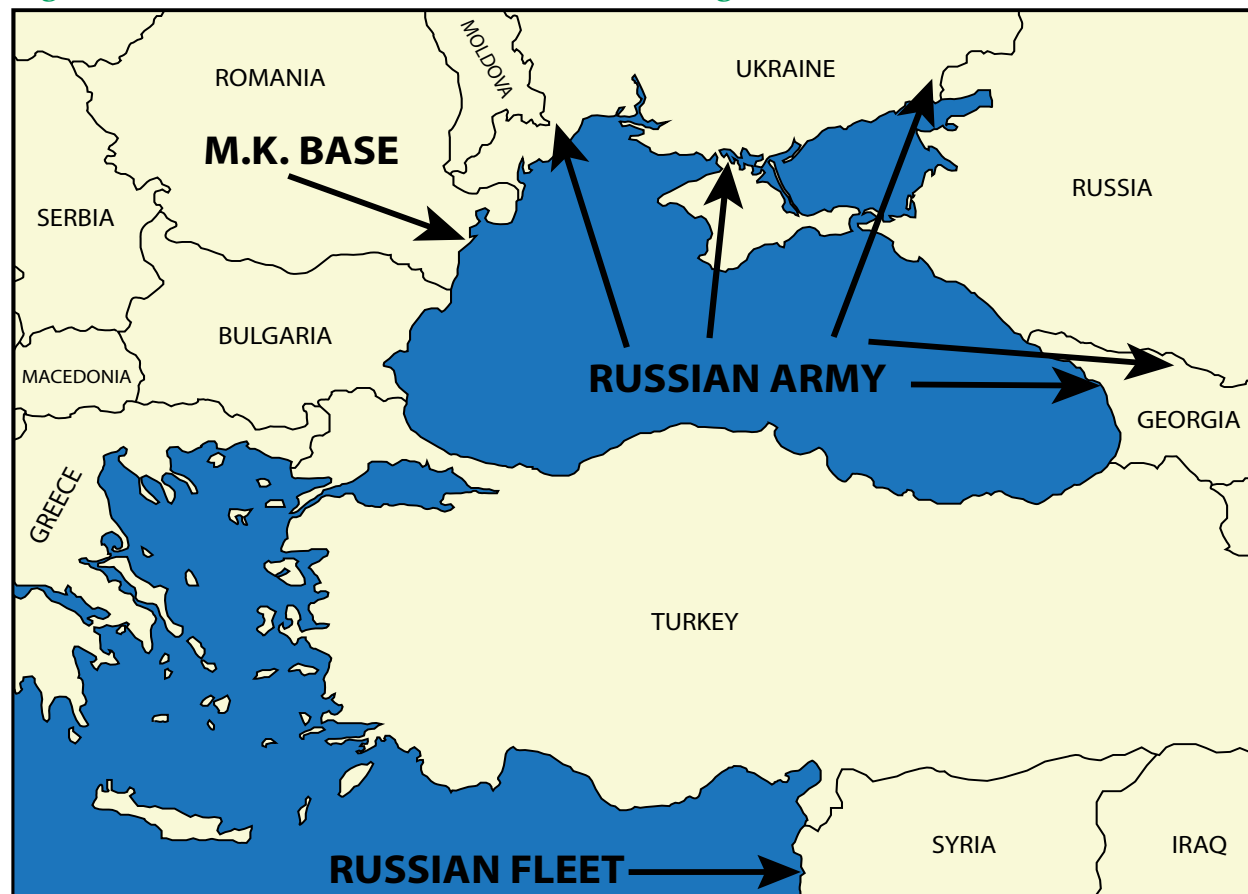 MOLDOVA
ROMANIA
UKRAINE
M.K. BASE
RUSSIA
SERBIA
BULGARIA
MACEDONIA
RUSSIAN ARMY
GEORGIA
GREECE
TURKEY
SYRIA
IRAQ
RUSSIAN FLEET